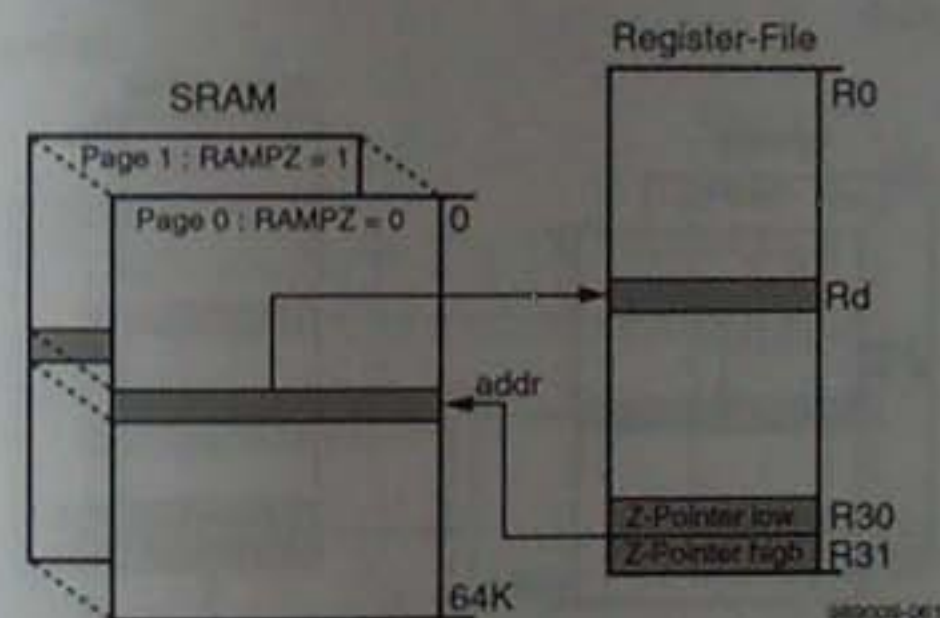 Register-File
SRAM
R0
Page 1 : RAMPZ = 1
Page 0 : RAMPZ = 0
0
Rd
addr
Z-Pointer low
R30
Z-Pointer high
R31
64K